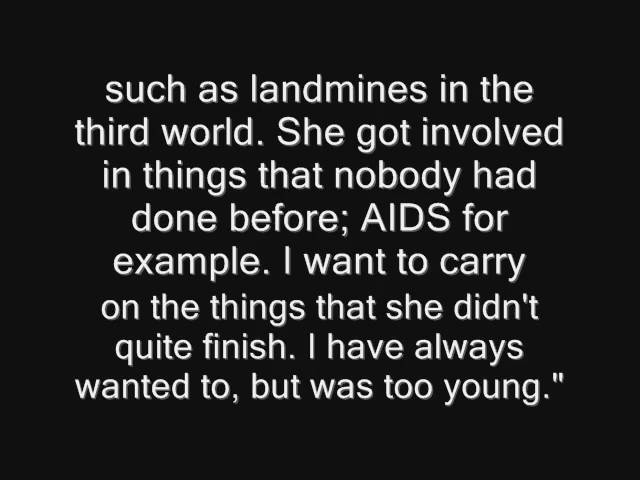 such as landmines in the
third world. She got involved
in things that nobody had
done before; AIDS for
example. I want to carry
on the things that she didn't
quite finish. I have always
wanted to, but was too young."